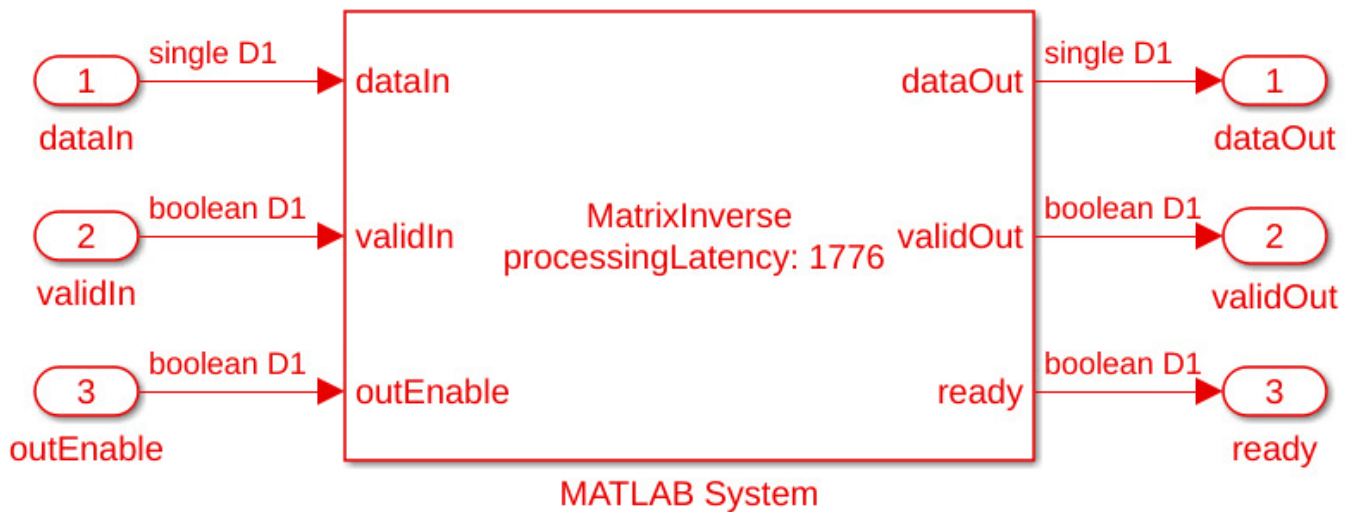 single D1
1
dataIn
dataIn
dataOut
single D1
1
dataOut
boolean D1
2
validIn
validIn
MatrixInverse
processingLatency: 1776
validOut
boolean D1
2
validOut
boolean D1
3
outEnable
outEnable
ready
boolean D1
3
ready
MATLAB System